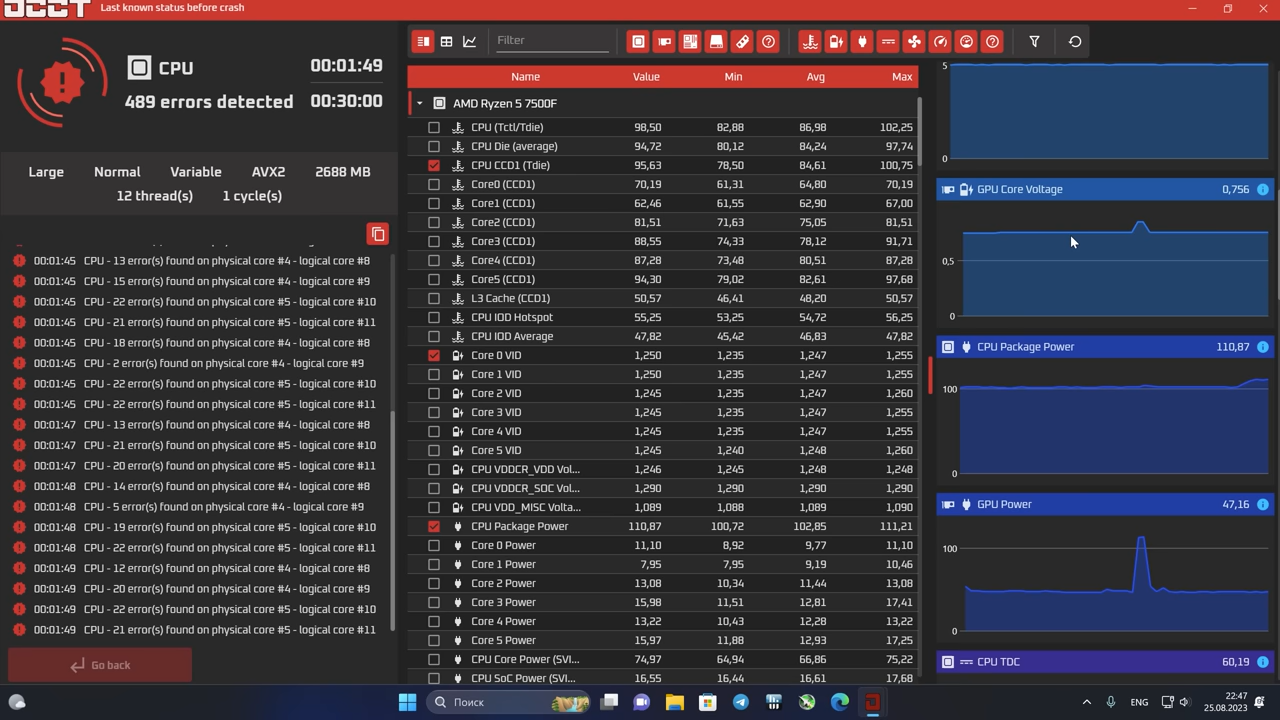 OCCT
Last known status before crash
CPU
00:01:49
489 errors detected
00:30:00
Large Normal Variable AVX2 2688 MB
12 thread(s) 1 cycle(s)
00:01:45 CPU - 13 error(s) found on physical core #4 - logical core #8
00:01:45 CPU - 15 error(s) found on physical core #4 - logical core #9
00:01:45 CPU - 22 error(s) found on physical core #5 - logical core #10
00:01:45 CPU - 21 error(s) found on physical core #5 - logical core #11
00:01:45 CPU - 18 error(s) found on physical core #4 - logical core #8
00:01:45 CPU - 2 error(s) found on physical core #4 - logical core #9
00:01:45 CPU - 22 error(s) found on physical core #5 - logical core #10
00:01:45 CPU - 22 error(s) found on physical core #5 - logical core #11
00:01:47 CPU - 13 error(s) found on physical core #4 - logical core #8
00:01:47 CPU - 21 error(s) found on physical core #5 - logical core #10
00:01:47 CPU - 20 error(s) found on physical core #5 - logical core #11
00:01:48 CPU - 14 error(s) found on physical core #4 - logical core #8
00:01:48 CPU - 5 error(s) found on physical core #4 - logical core #9
00:01:48 CPU - 19 error(s) found on physical core #5 - logical core #10
00:01:48 CPU - 22 error(s) found on physical core #5 - logical core #11
00:01:49 CPU - 12 error(s) found on physical core #4 - logical core #8
00:01:49 CPU - 20 error(s) found on physical core #4 - logical core #9
00:01:49 CPU - 22 error(s) found on physical core #5 - logical core #10
00:01:49 CPU - 21 error(s) found on physical core #5 - logical core #11
Go back
Filter
Name Value Min Avg Max
AMD Ryzen 5 7500F
CPU (Tctl/Tdie) 98,50 82,88 86,98 102,25
CPU Die (average) 94,72 80,12 84,24 97,74
CPU CCD1 (Tdie) 95,63 78,50 84,61 100,75
Core0 (CCD1) 70,19 61,31 64,80 70,19
Core1 (CCD1) 62,46 61,55 62,90 67,00
Core2 (CCD1) 81,51 71,63 75,05 81,51
Core3 (CCD1) 88,55 74,33 78,12 91,71
Core4 (CCD1) 87,28 73,48 80,51 87,28
Core5 (CCD1) 94,30 79,02 82,61 97,68
L3 Cache (CCD1) 50,57 46,41 48,20 50,57
CPU IOD Hotspot 55,25 53,25 54,72 56,25
CPU IOD Average 47,82 45,42 46,83 47,82
Core 0 VID 1,250 1,235 1,247 1,255
Core 1 VID 1,250 1,235 1,247 1,255
Core 2 VID 1,245 1,235 1,247 1,260
Core 3 VID 1,245 1,235 1,247 1,255
Core 4 VID 1,245 1,235 1,247 1,255
Core 5 VID 1,245 1,240 1,248 1,260
CPU VDDCR_VDD Vol... 1,246 1,245 1,248 1,248
CPU VDDCR_SOC Vol... 1,290 1,290 1,290 1,290
CPU VDD_MISC Volta... 1,089 1,088 1,089 1,090
CPU Package Power 110,87 100,72 102,85 111,21
Core 0 Power 11,10 8,92 9,77 11,10
Core 1 Power 7,95 7,95 9,19 10,46
Core 2 Power 13,08 10,34 11,44 13,08
Core 3 Power 15,98 11,51 12,81 17,41
Core 4 Power 13,22 10,43 12,28 13,22
Core 5 Power 15,97 11,88 12,93 17,25
CPU Core Power (SVI... 74,97 64,94 66,86 75,22
CPU SoC Power (SVI... 16,55 16,44 16,61 17,68
5
0
GPU Core Voltage 0,756
0,5
0
CPU Package Power 110,87
100
0
GPU Power 47,16
100
0
CPU TDC 60,19
Поиск
ENG
22:47
25.08.2023